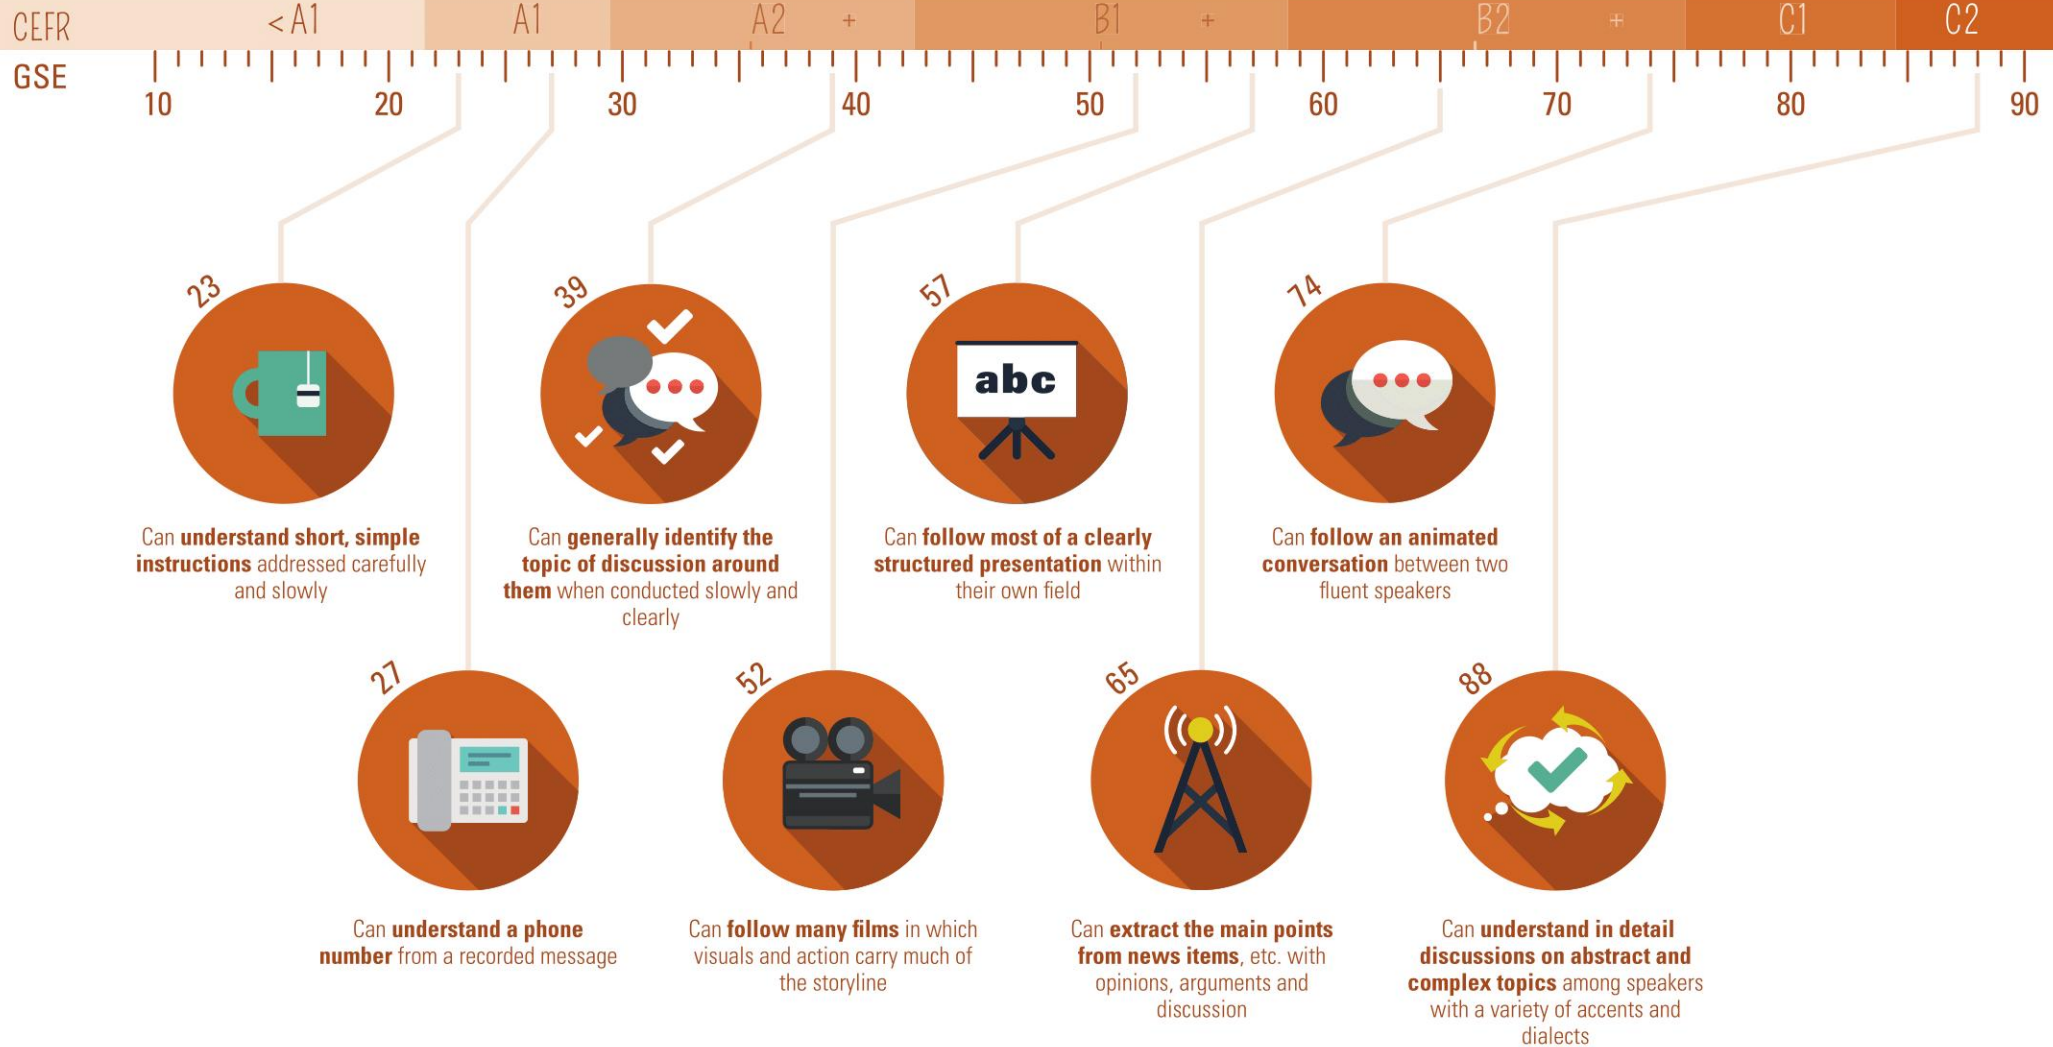 CEFR <A1 A1 A2 + B1 + B2 + C1 C2
GSE
10 20 30 40 50 60 70 80 90
23
Can understand short, simple
instructions addressed carefully
and slowly
39
Can generally identify the
topic of discussion around
them when conducted slowly and
clearly
57
abc
Can follow most of a clearly
structured presentation within
their own field
74
Can follow an animated
conversation between two
fluent speakers
27
Can understand a phone
number from a recorded message
52
Can follow many films in which
visuals and action carry much of
the storyline
65
Can extract the main points
from news items, etc. with
opinions, arguments and
discussion
88
Can understand in detail
discussions on abstract and
complex topics among speakers
with a variety of accents and
dialects